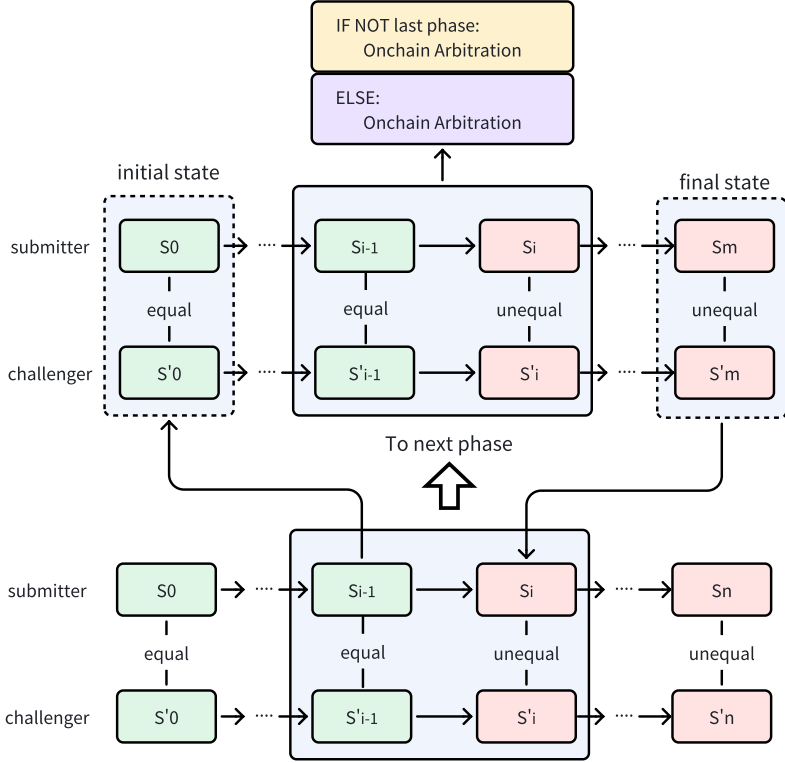 IF NOT last phase:
Onchain Arbitration
ELSE:
Onchain Arbitration
initial state
final state
submitter S0 ···· Si-1 Si ···· Sm
equal equal unequal unequal
challenger S'0 ···· S'i-1 S'i ···· S'm
To next phase
submitter S0 ···· Si-1 Si ···· Sn
equal equal unequal unequal
challenger S'0 ···· S'i-1 S'i ···· S'n